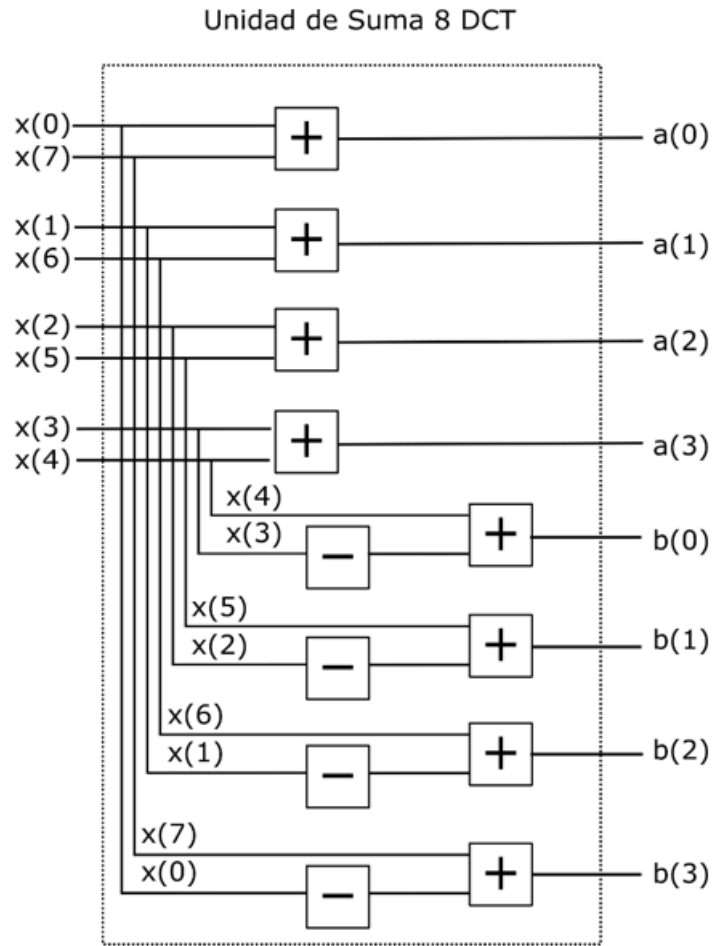 Unidad de Suma 8 DCT
x(0)
x(7)
+
a(0)
x(1)
x(6)
+
a(1)
x(2)
x(5)
+
a(2)
x(3)
x(4)
+
a(3)
x(4)
x(3)
−
+
b(0)
x(5)
x(2)
−
+
b(1)
x(6)
x(1)
−
+
b(2)
x(7)
x(0)
−
+
b(3)